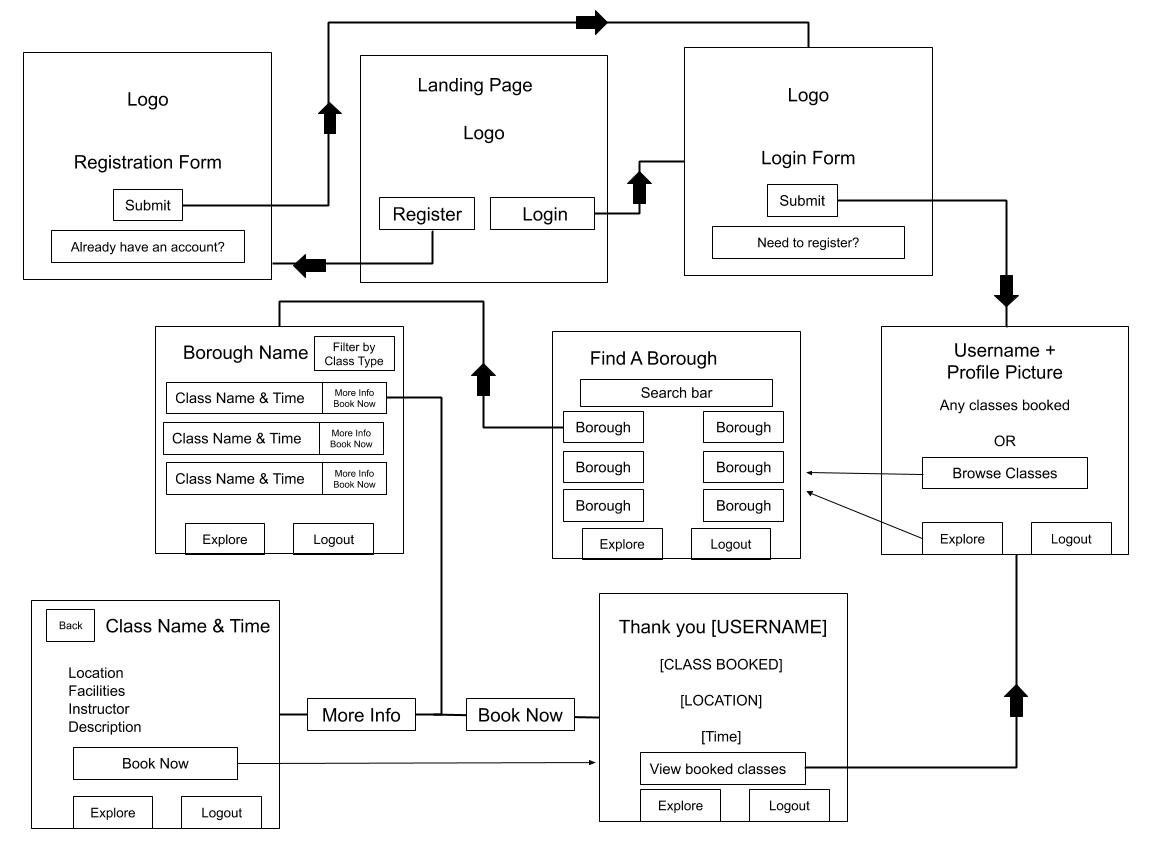 Logo
Registration Form
Submit
Already have an account?
Landing Page
Logo
Register
Login
Logo
Login Form
Submit
Need to register?
Borough Name
Filter by
Class Type
Class Name & Time
More Info
Book Now
Class Name & Time
More Info
Book Now
Class Name & Time
More Info
Book Now
Explore
Logout
Find A Borough
Search bar
Borough
Borough
Borough
Borough
Borough
Borough
Explore
Logout
Username +
Profile Picture
Any classes booked
OR
Browse Classes
Explore
Logout
Back
Class Name & Time
Location
Facilities
Instructor
Description
Book Now
Explore
Logout
More Info
Book Now
Thank you [USERNAME]
[CLASS BOOKED]
[LOCATION]
[Time]
View booked classes
Explore
Logout